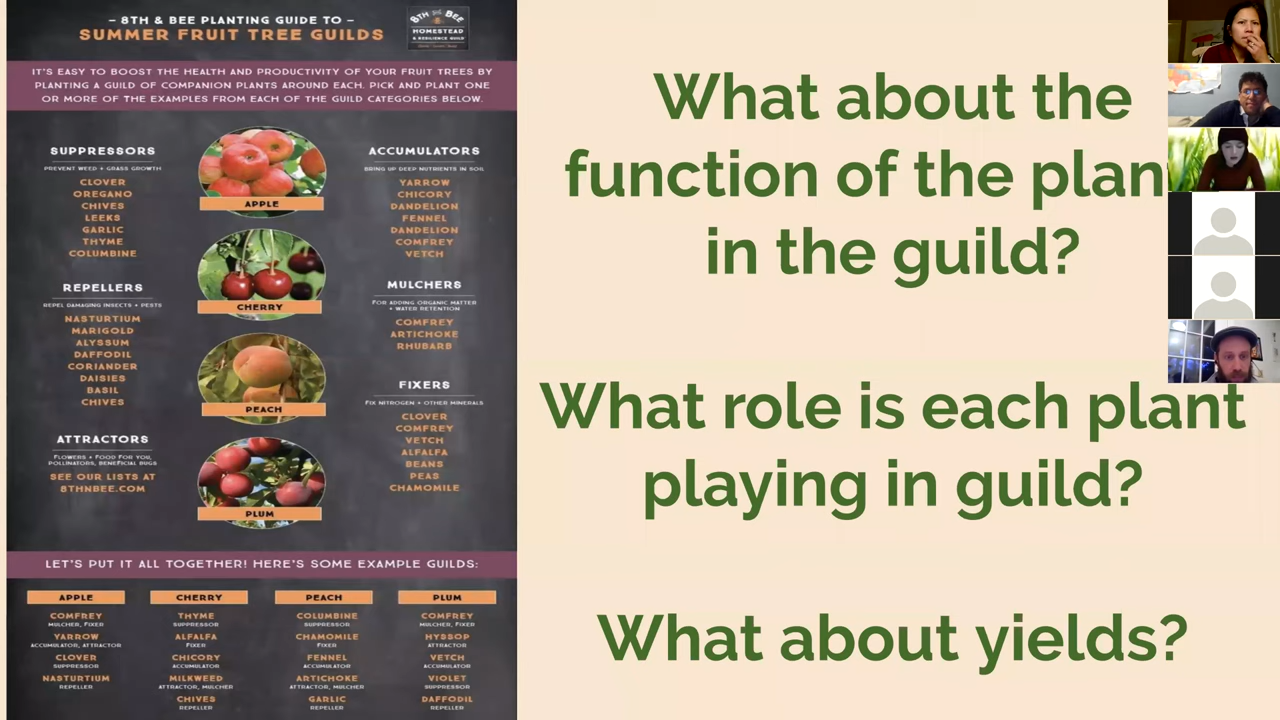 – 8TH & BEE PLANTING GUIDE TO –
SUMMER FRUIT TREE GUILDS
8TH AND BEE
HOMESTEAD
& RESILIENCE GUILD
IT'S EASY TO BOOST THE HEALTH AND PRODUCTIVITY OF YOUR FRUIT TREES BY
PLANTING A GUILD OF COMPANION PLANTS AROUND EACH. PICK AND PLANT ONE
OR MORE OF THE EXAMPLES FROM EACH OF THE GUILD CATEGORIES BELOW.
SUPPRESSORS
PREVENT WEED + GRASS GROWTH
CLOVER
OREGANO
CHIVES
LEEKS
GARLIC
THYME
COLUMBINE
REPELLERS
REPEL DAMAGING INSECTS + PESTS
NASTURTIUM
MARIGOLD
ALYSSUM
DAFFODIL
CORIANDER
DAISIES
BASIL
CHIVES
ATTRACTORS
FLOWERS + FOOD FOR YOU,
POLLINATORS, BENEFICIAL BUGS
SEE OUR LISTS AT
8THNBEE.COM
APPLE
CHERRY
PEACH
PLUM
ACCUMULATORS
BRING UP DEEP NUTRIENTS IN SOIL
YARROW
CHICORY
DANDELION
FENNEL
DANDELION
COMFREY
VETCH
MULCHERS
FOR ADDING ORGANIC MATTER
+ WATER RETENTION
COMFREY
ARTICHOKE
RHUBARB
FIXERS
FIX NITROGEN + OTHER MINERALS
CLOVER
COMFREY
VETCH
ALFALFA
BEANS
PEAS
CHAMOMILE
LET'S PUT IT ALL TOGETHER! HERE'S SOME EXAMPLE GUILDS:
APPLE
COMFREY
MULCHER, FIXER
YARROW
ACCUMULATOR, ATTRACTOR
CLOVER
SUPPRESSOR
NASTURTIUM
REPELLER
CHERRY
THYME
SUPPRESSOR
ALFALFA
FIXER
CHICORY
ACCUMULATOR
MILKWEED
ATTRACTOR, MULCHER
CHIVES
REPELLER
PEACH
COLUMBINE
SUPPRESSOR
CHAMOMILE
FIXER
FENNEL
ACCUMULATOR
ARTICHOKE
ATTRACTOR, MULCHER
GARLIC
REPELLER
PLUM
COMFREY
MULCHER, FIXER
HYSSOP
ATTRACTOR
VETCH
ACCUMULATOR
VIOLET
SUPPRESSOR
DAFFODIL
REPELLER
What about the
function of the plan
in the guild?
What role is each plant
playing in guild?
What about yields?